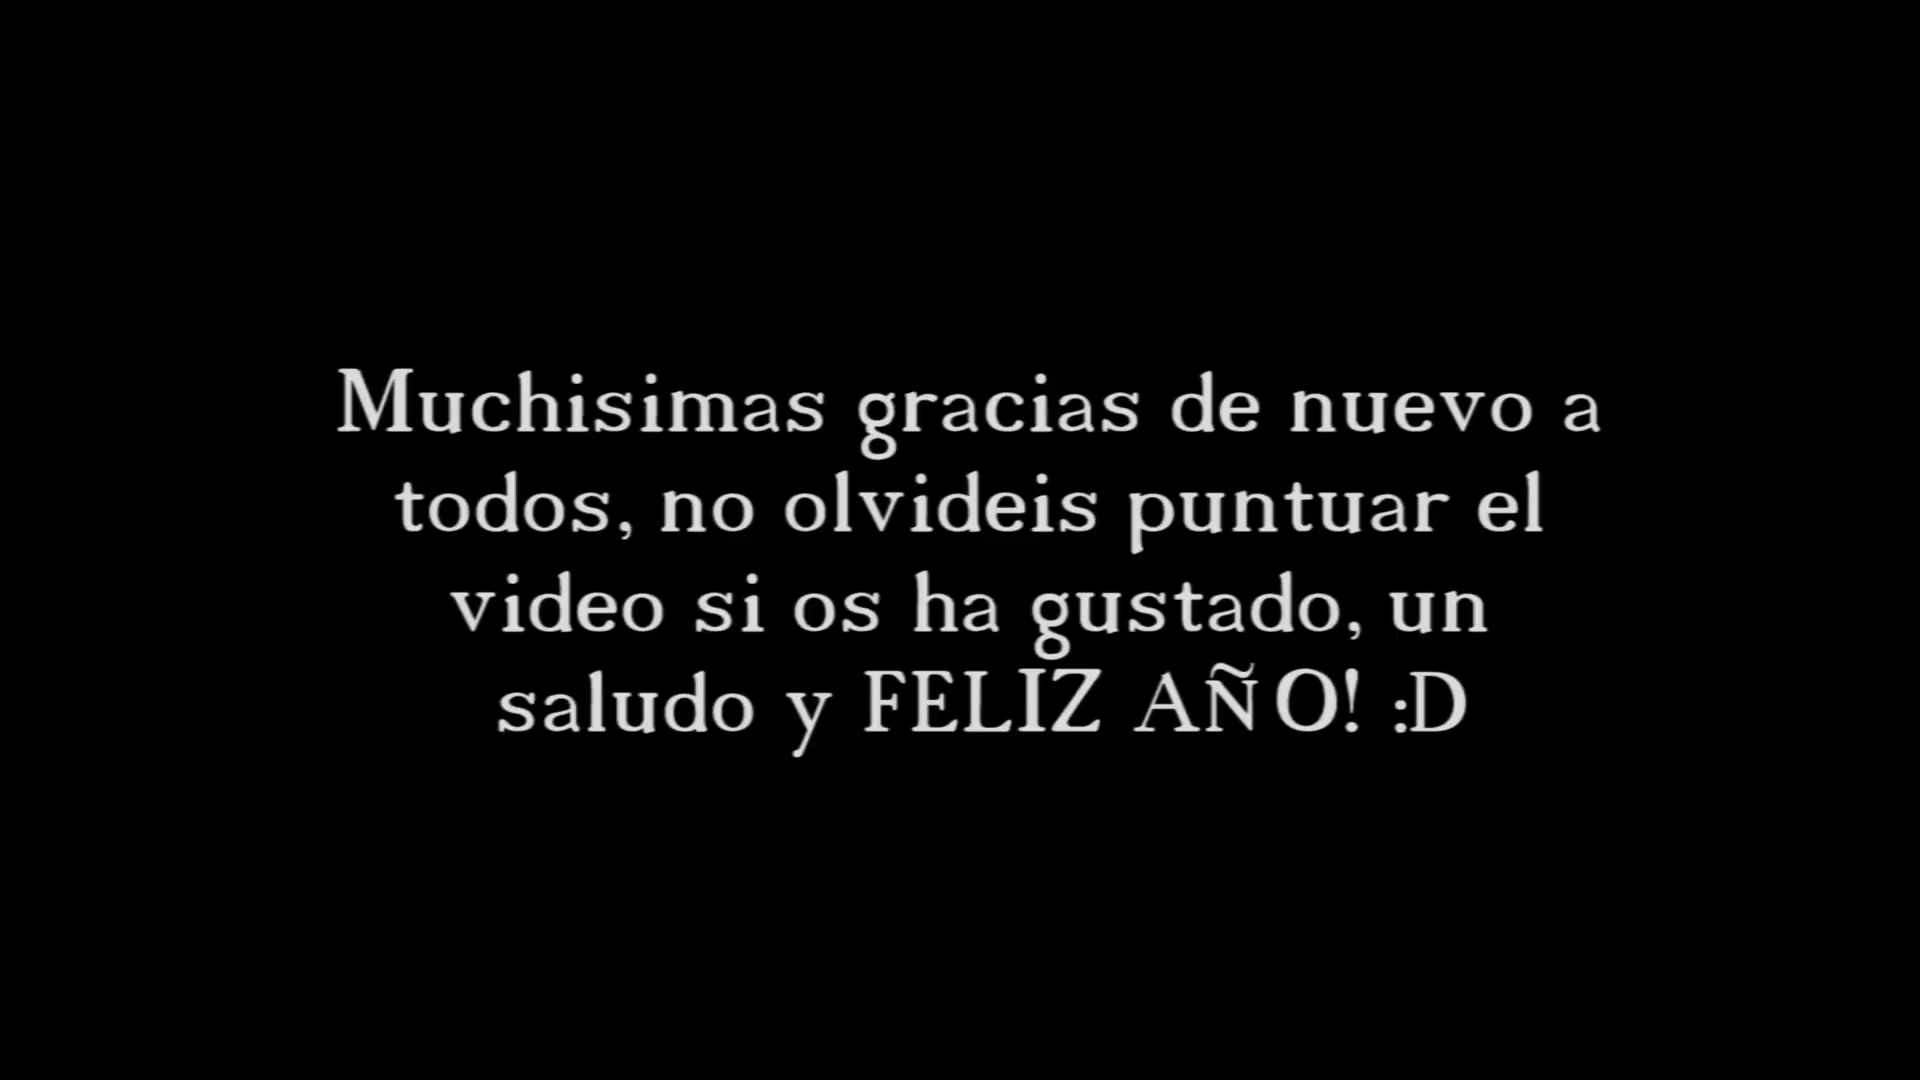 Muchisimas gracias de nuevo a
todos, no olvideis puntuar el
video si os ha gustado, un
saludo y FELIZ AÑO! :D